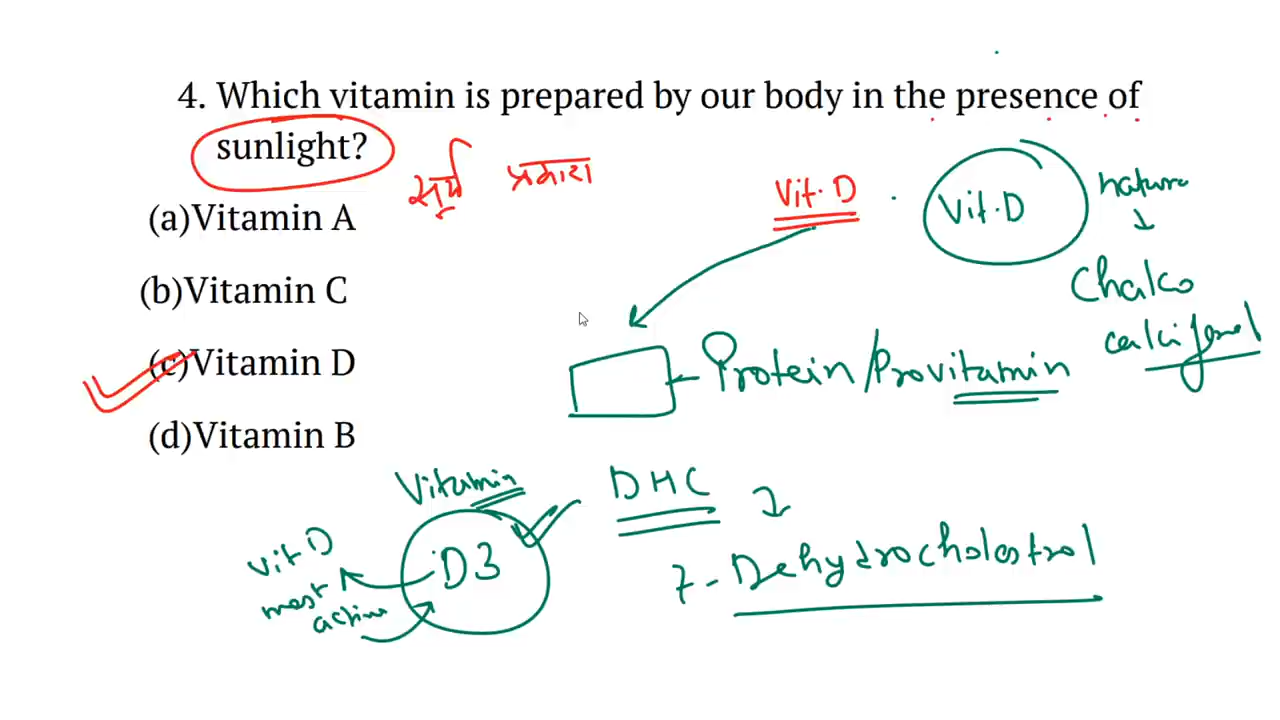 4. Which vitamin is prepared by our body in the presence of
sunlight?
सूर्य प्रकाश
Vit. D
Vit. D
nature
(a)Vitamin A
(b)Vitamin C
Chalco
calciferol
(c)Vitamin D
Protein/Provitamin
(d)Vitamin B
Vitamin
DHC
D3
vit D
most
active
7-Dehydrocholostrol